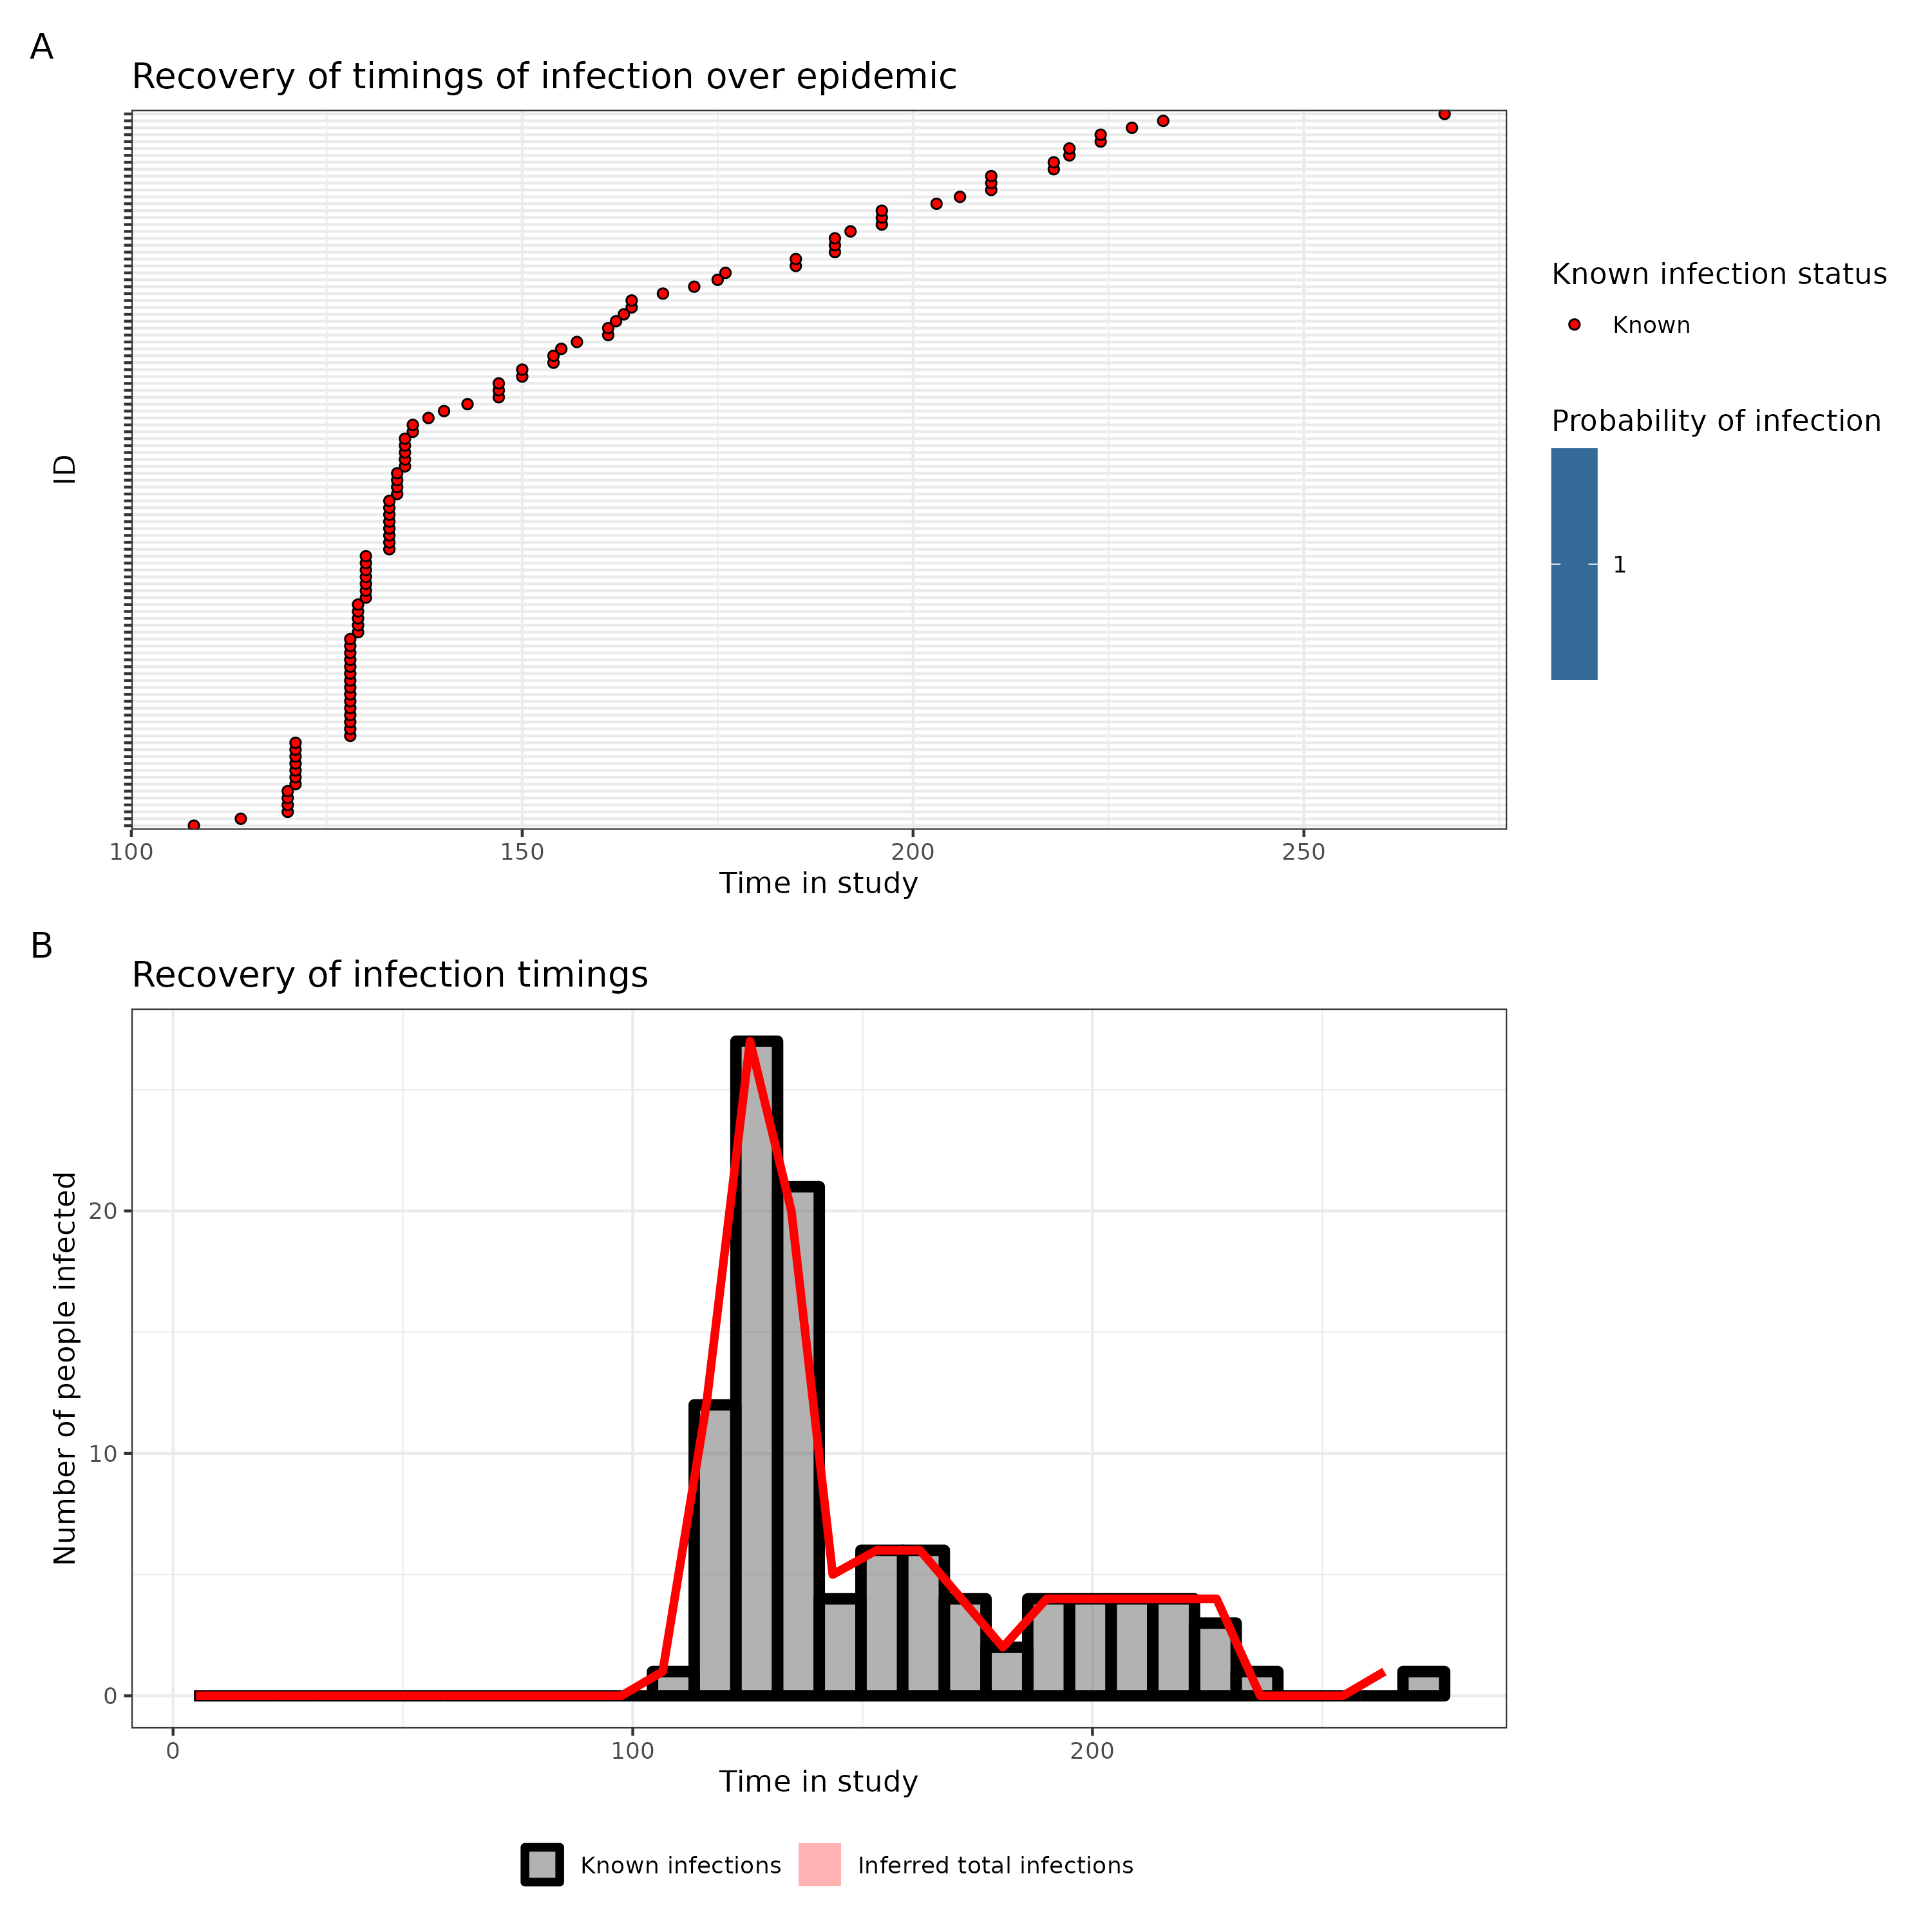 A
Recovery of timings of infection over epidemic
ID
100 150 200 250
Time in study
Known infection status
Known
Probability of infection
1
B
Recovery of infection timings
Number of people infected
20
10
0
0 100 200
Time in study
Known infections Inferred total infections